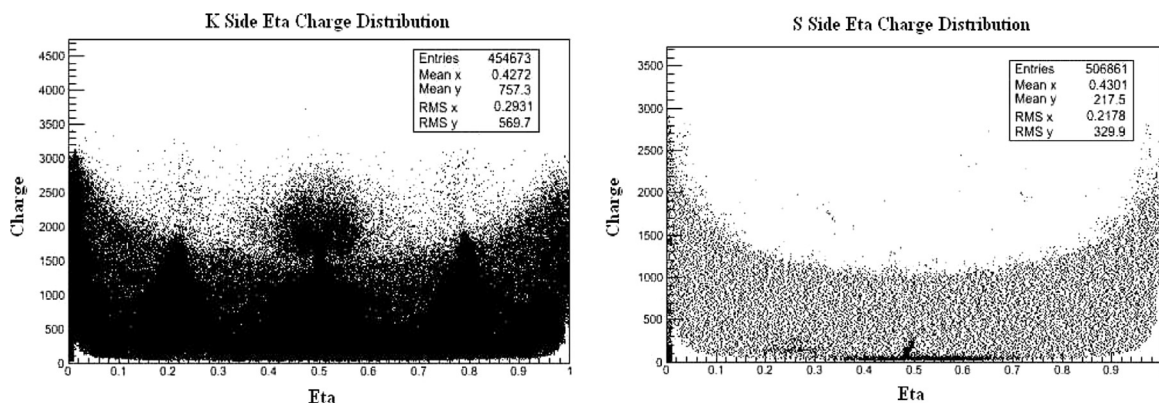 K Side Eta Charge Distribution
Entries 454673
Mean x 0.4272
Mean y 757.3
RMS x 0.2931
RMS y 569.7
4500
4000
3500
3000
2500
2000
1500
1000
500
0
Charge
0 0.1 0.2 0.3 0.4 0.5 0.6 0.7 0.8 0.9 1
Eta
S Side Eta Charge Distribution
Entries 506861
Mean x 0.4301
Mean y 217.5
RMS x 0.2178
RMS y 329.9
3500
3000
2500
2000
1500
1000
500
0
Charge
0 0.1 0.2 0.3 0.4 0.5 0.6 0.7 0.8 0.9
Eta